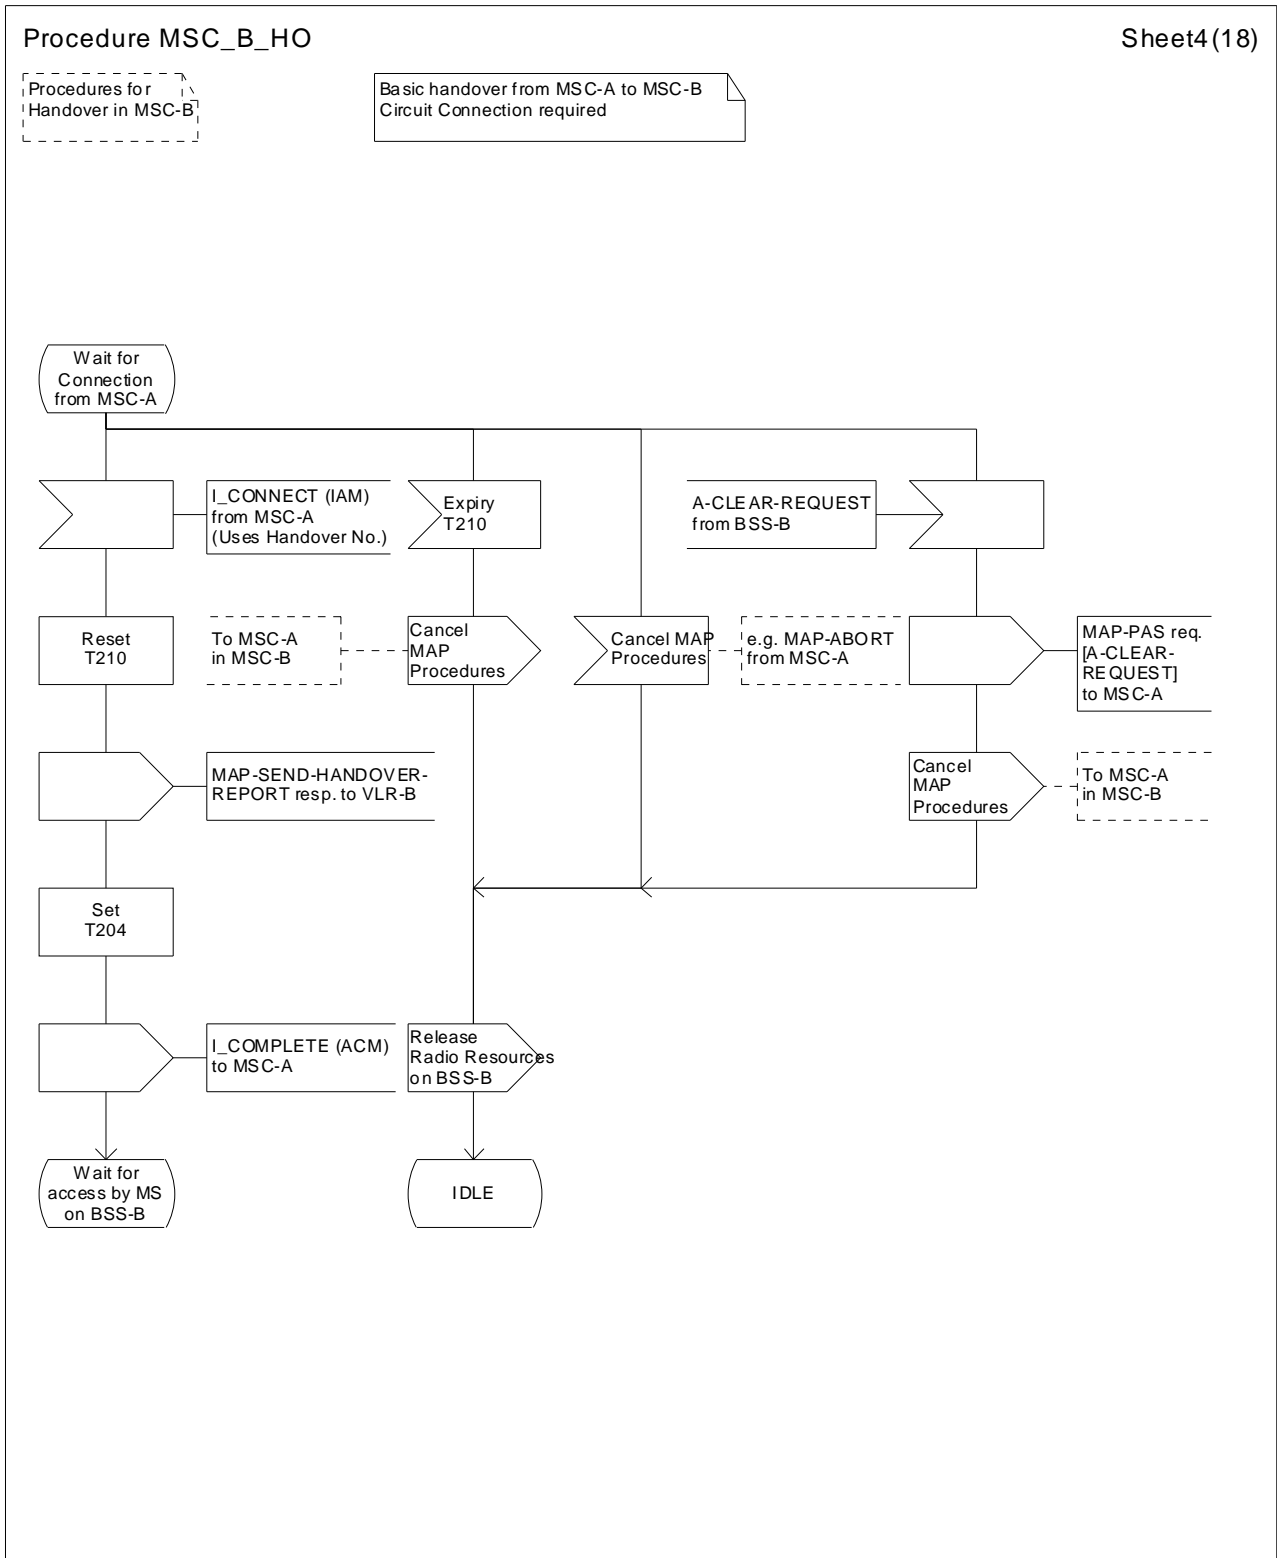 Procedure MSC_B_HO
Sheet4(18)
Procedures for
Handover in MSC-B
Basic handover from MSC-A to MSC-B
Circuit Connection required
Wait for
Connection
from MSC-A
I_CONNECT (IAM)
from MSC-A
(Uses Handover No.)
Expiry
T210
A-CLEAR-REQUEST
from BSS-B
Reset
T210
To MSC-A
in MSC-B
Cancel
MAP
Procedures
Cancel MAP
Procedures
e.g. MAP-ABORT
from MSC-A
MAP-PAS req.
[A-CLEAR-
REQUEST]
to MSC-A
MAP-SEND-HANDOVER-
REPORT resp. to VLR-B
Cancel
MAP
Procedures
To MSC-A
in MSC-B
Set
T204
I_COMPLETE (ACM)
to MSC-A
Release
Radio Resources
on BSS-B
Wait for
access by MS
on BSS-B
IDLE